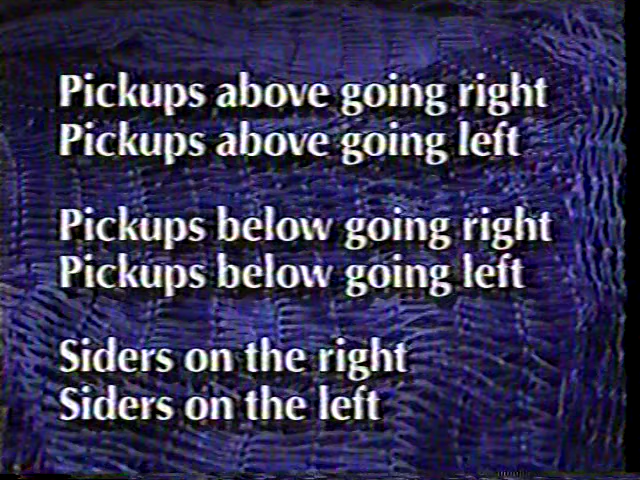 Pickups above going right
Pickups above going left
Pickups below going right
Pickups below going left
Siders on the right
Siders on the left